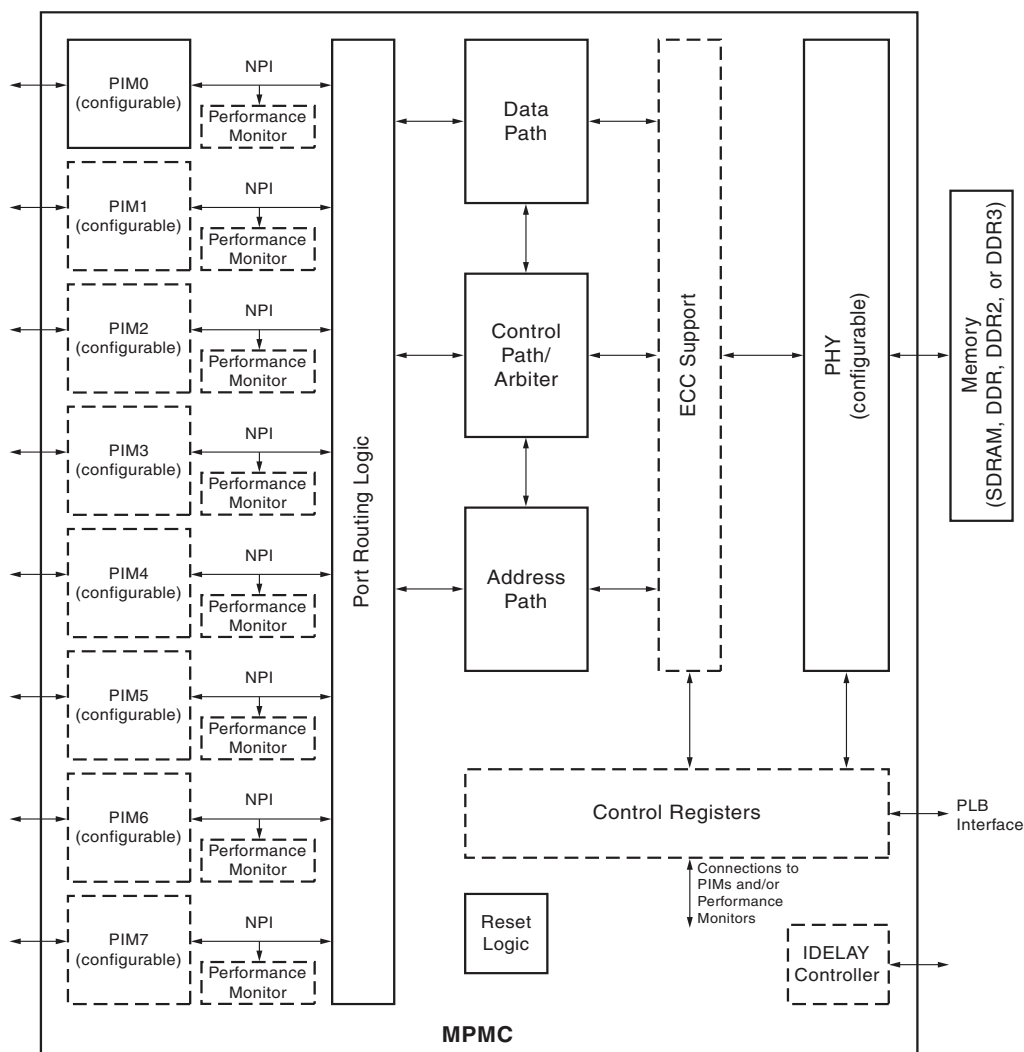 PIM0
(configurable)
NPI
Performance
Monitor
PIM1
(configurable)
NPI
Performance
Monitor
PIM2
(configurable)
NPI
Performance
Monitor
PIM3
(configurable)
NPI
Performance
Monitor
PIM4
(configurable)
NPI
Performance
Monitor
PIM5
(configurable)
NPI
Performance
Monitor
PIM6
(configurable)
NPI
Performance
Monitor
PIM7
(configurable)
NPI
Performance
Monitor
Port Routing Logic
Data
Path
Control
Path/
Arbiter
Address
Path
ECC Support
PHY
(configurable)
Memory
(SDRAM, DDR, DDR2, or DDR3)
Control Registers
PLB
Interface
Connections to
PIMs and/or
Performance
Monitors
Reset
Logic
IDELAY
Controller
MPMC